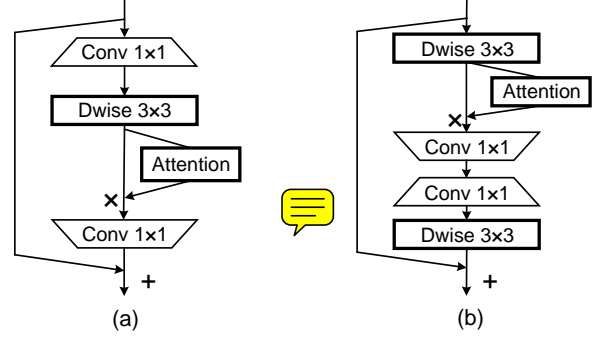 Conv 1×1
Dwise 3×3
Attention
×
Conv 1×1
+
(a)
Dwise 3×3
Attention
×
Conv 1×1
Conv 1×1
Dwise 3×3
+
(b)